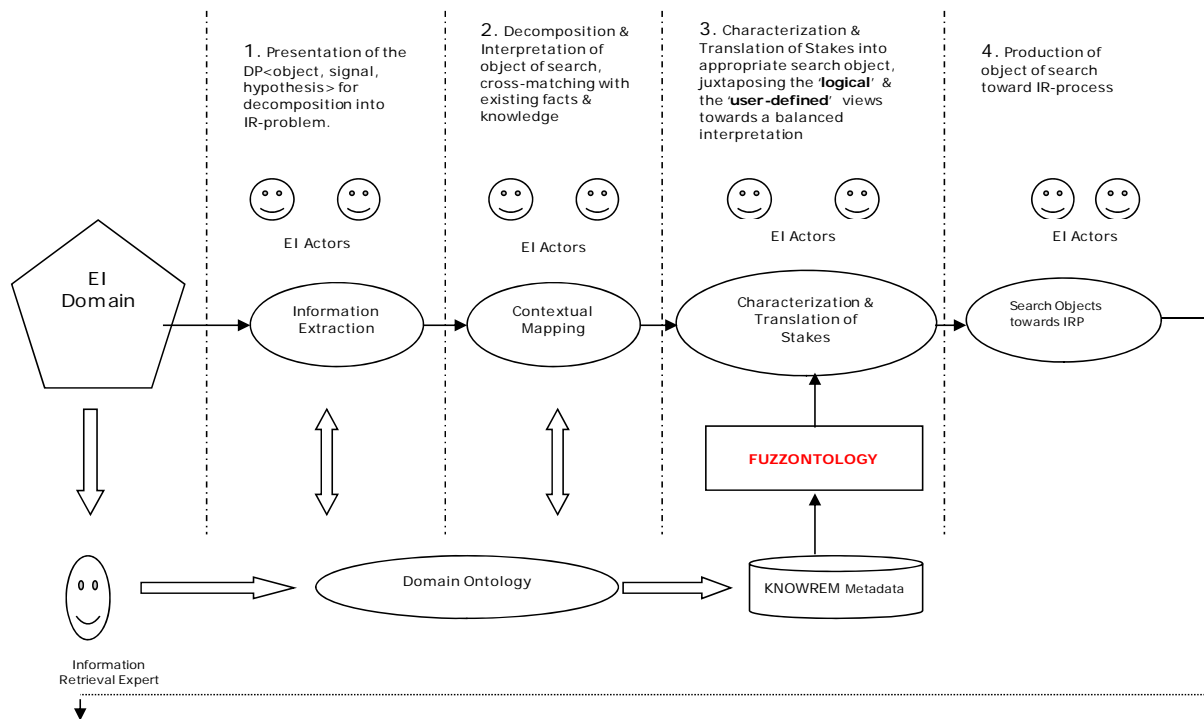 1. Presentation of the
DP<object, signal,
hypothesis> for
decomposition into
IR-problem.
2. Decomposition &
Interpretation of
object of search,
cross-matching with
existing facts &
knowledge
3. Characterization &
Translation of Stakes into
appropriate search object,
juxtaposing the 'logical' &
the 'user-defined' views
towards a balanced
interpretation
4. Production of
object of search
toward IR-process
EI Actors
EI Actors
EI Actors
EI Actors
EI
Domain
Information
Extraction
Contextual
Mapping
Characterization &
Translation of
Stakes
Search Objects
towards IRP
FUZZONTOLOGY
Domain Ontology
KNOWREM Metadata
Information
Retrieval Expert